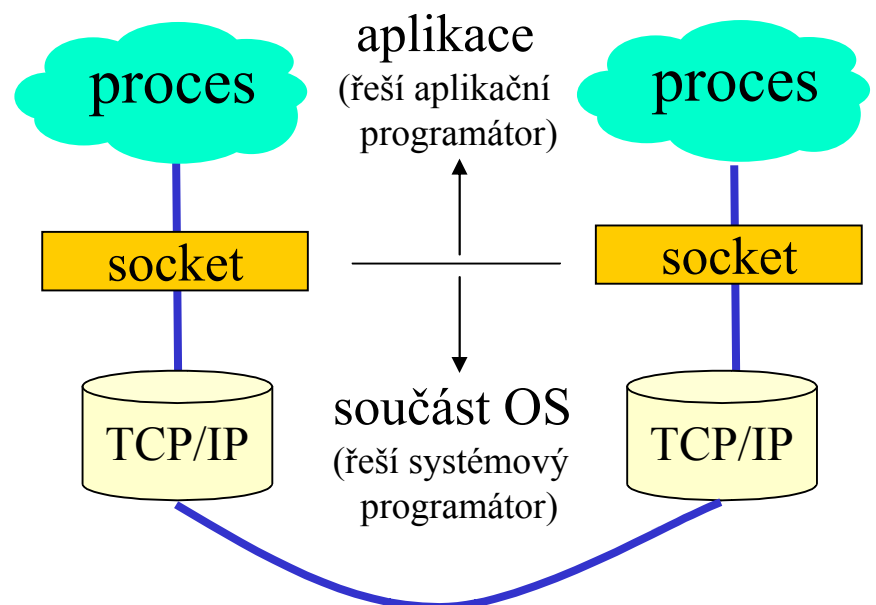 proces
aplikace
(řeší aplikační
programátor)
proces
socket
socket
TCP/IP
součást OS
(řeší systémový
programátor)
TCP/IP